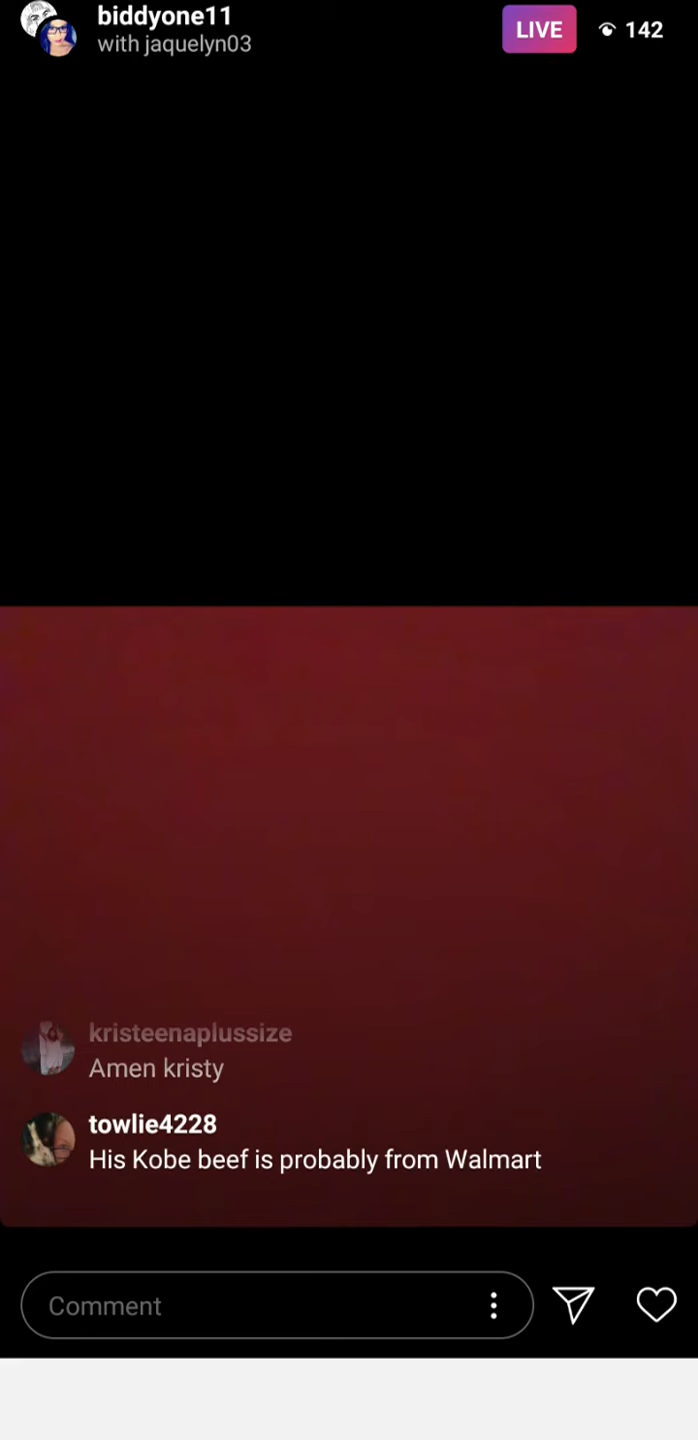 biddyone11
with jaquelyn03
LIVE
142
kristeenaplussize
Amen kristy
towlie4228
His Kobe beef is probably from Walmart
Comment